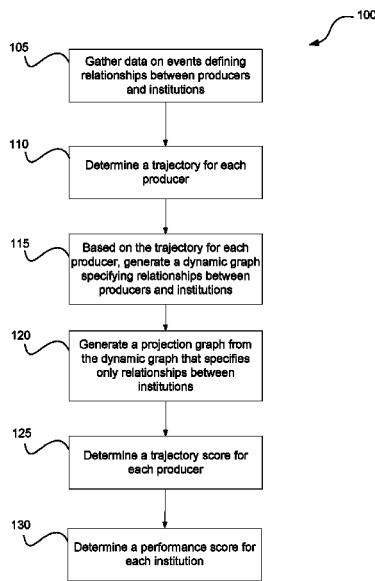 100
105
Gather data on events defining
relationships between producers
and institutions
110
Determine a trajectory for each
producer
115
Based on the trajectory for each
producer, generate a dynamic graph
specifying relationships between
producers and institutions
120
Generate a projection graph from
the dynamic graph that specifies
only relationships between
institutions
125
Determine a trajectory score for
each producer
130
Determine a performance score for
each institution